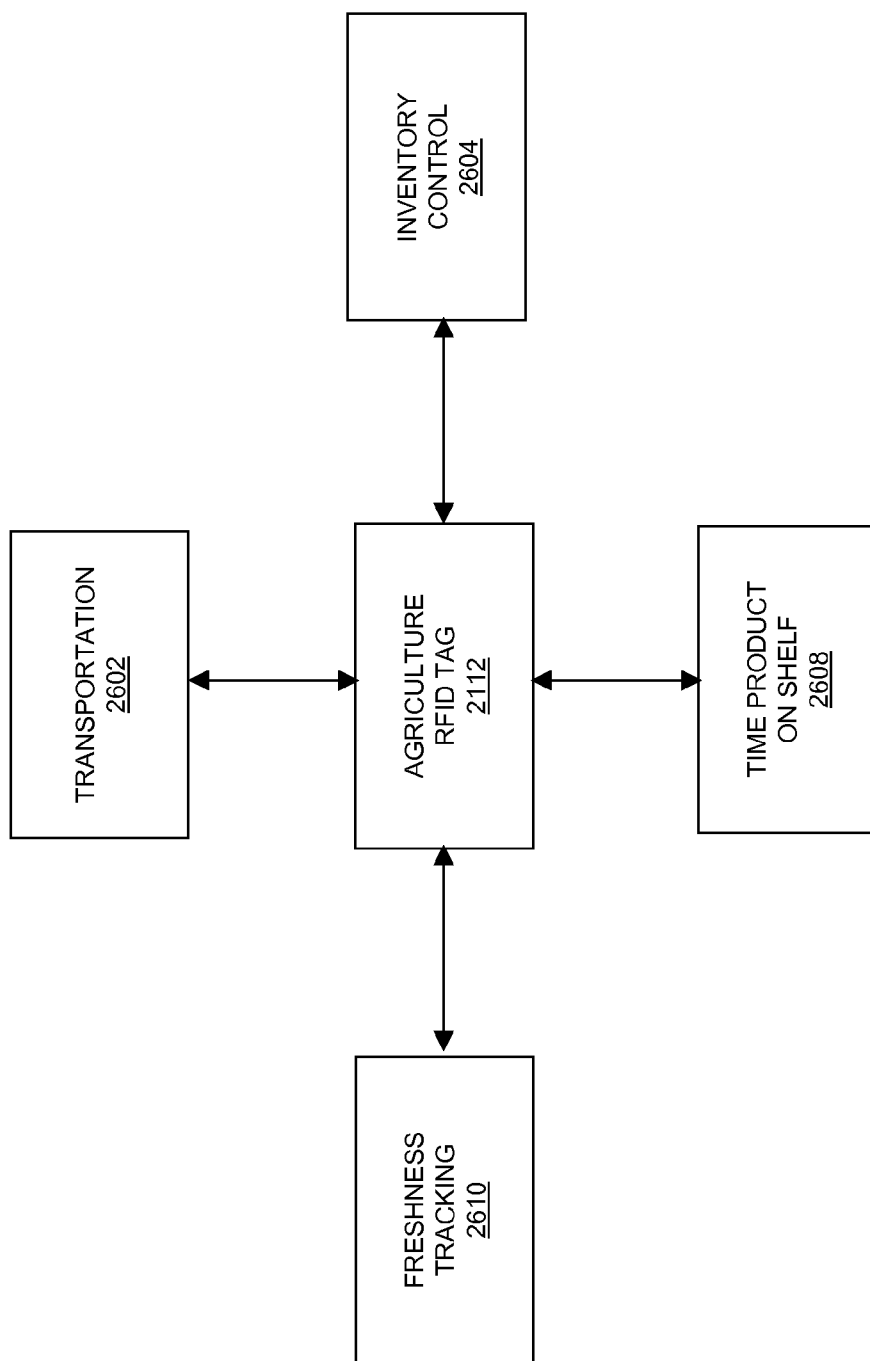 TRANSPORTATION
2602
INVENTORY
CONTROL
2604
AGRICULTURE
RFID TAG
2112
TIME PRODUCT
ON SHELF
2608
FRESHNESS
TRACKING
2610